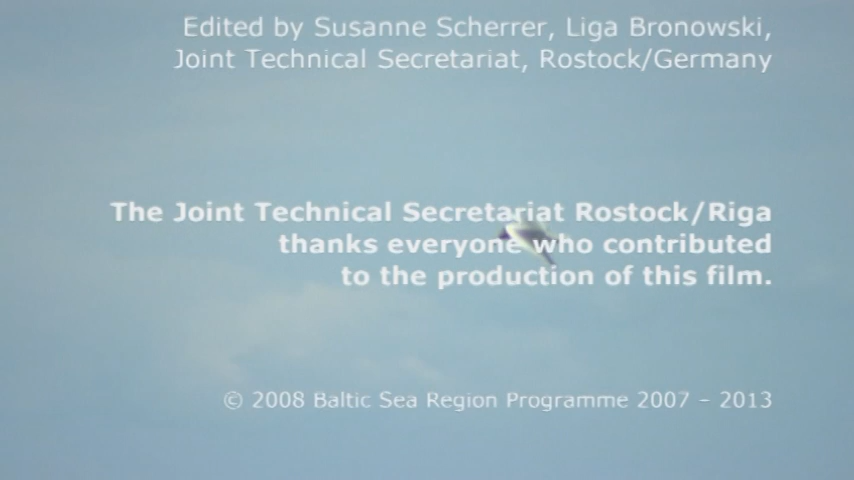 Edited by Susanne Scherrer, Liga Bronowski,
Joint Technical Secretariat, Rostock/Germany
The Joint Technical Secretariat Rostock/Riga
thanks everyone who contributed
to the production of this film.
© 2008 Baltic Sea Region Programme 2007 – 2013